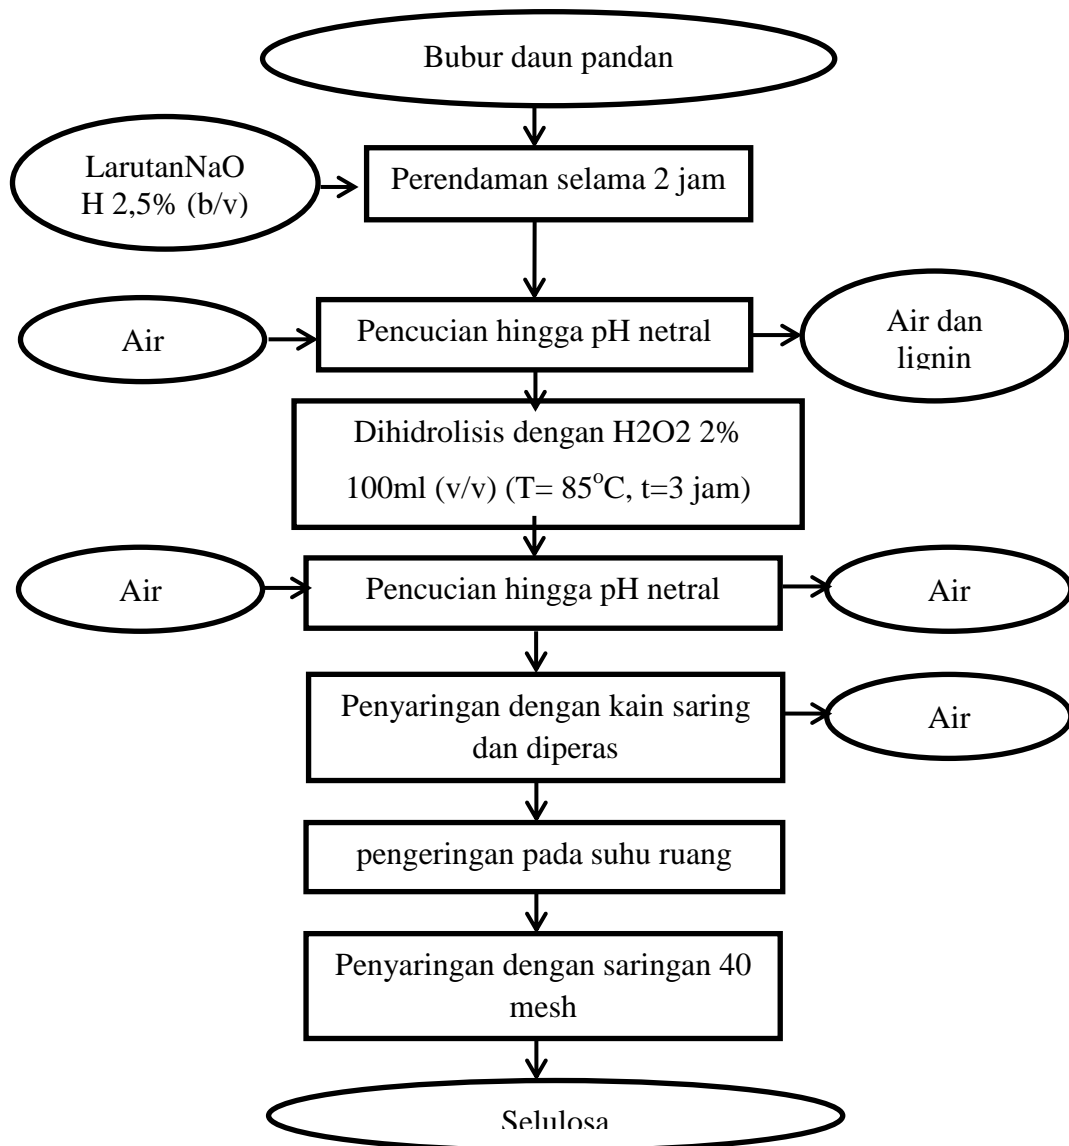 Bubur daun pandan
LarutanNaO
H 2,5% (b/v)
Perendaman selama 2 jam
Air
Pencucian hingga pH netral
Air dan
lignin
Dihidrolisis dengan H2O2 2%
100ml (v/v) (T= 85°C, t=3 jam)
Air
Pencucian hingga pH netral
Air
Penyaringan dengan kain saring
dan diperas
Air
pengeringan pada suhu ruang
Penyaringan dengan saringan 40
mesh
Selulosa